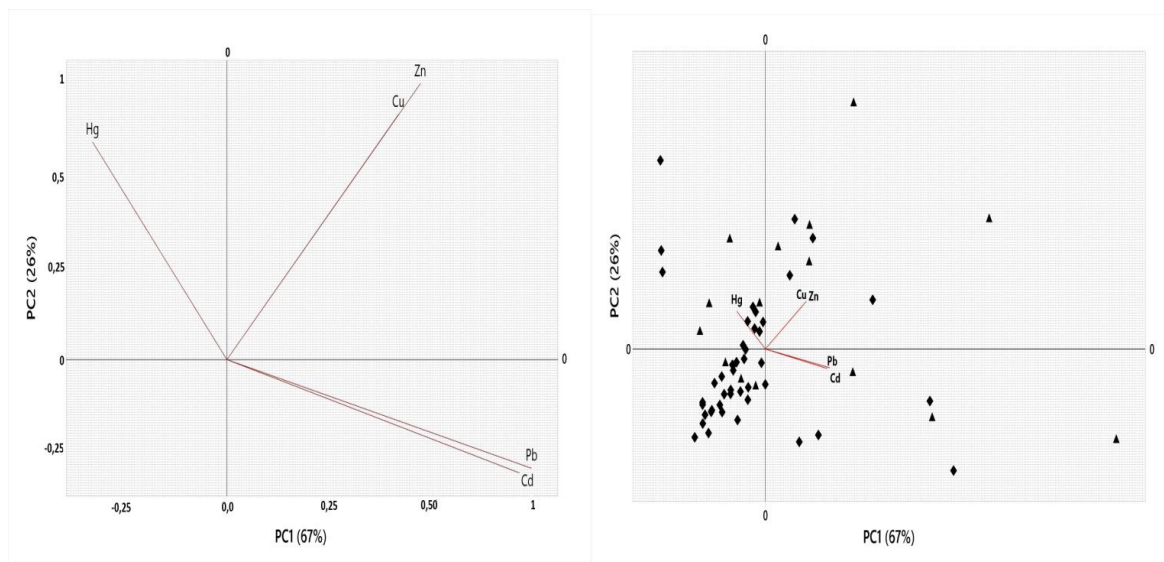 0
1
Zn
Cu
Hg
0,5
0,25
0
0
-0,25
Pb
Cd
-0,25
0,0
0,25
0,50
1
PC2 (26%)
PC1 (67%)
0
Hg
Cu Zn
0
0
Pb
Cd
0
PC2 (26%)
PC1 (67%)